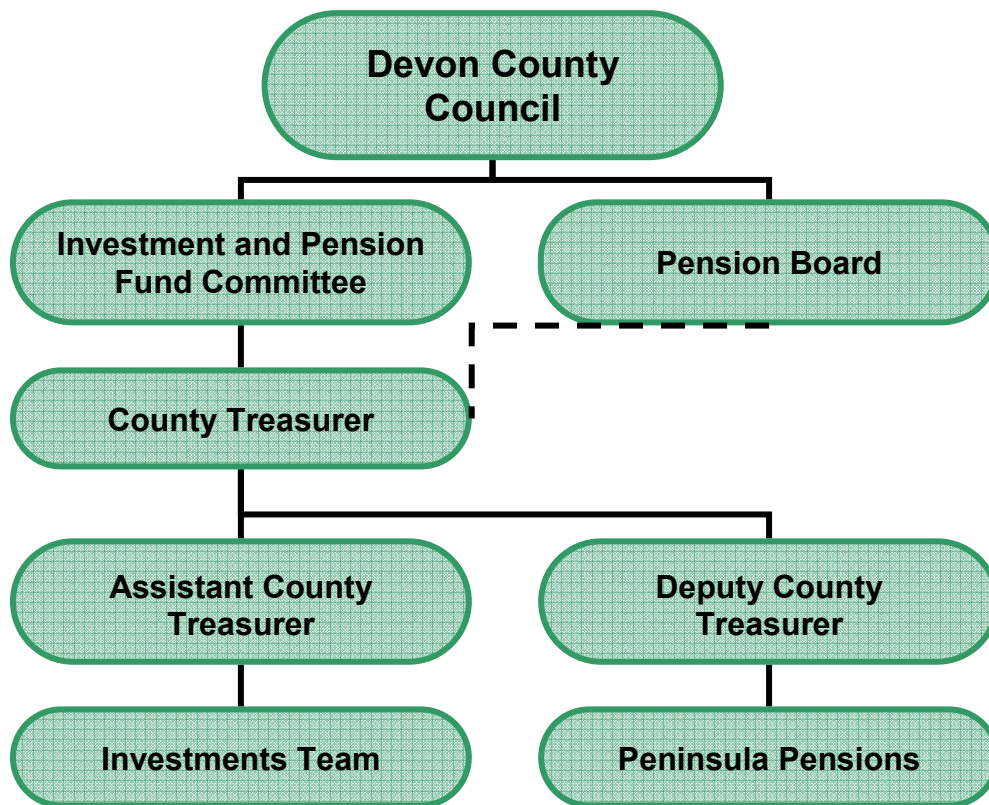 Devon County
Council
Investment and Pension
Fund Committee
Pension Board
County Treasurer
Assistant County
Treasurer
Deputy County
Treasurer
Investments Team
Peninsula Pensions